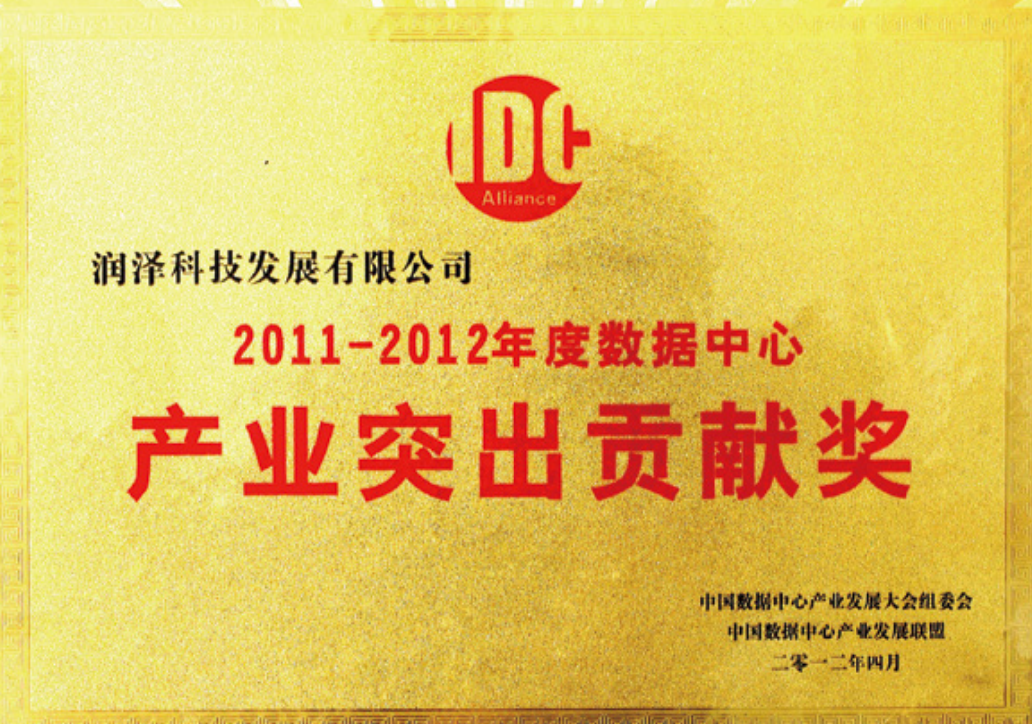 IDC
Alliance
润泽科技发展有限公司
2011-2012年度数据中心
产业突出贡献奖
中国数据中心产业发展大会组委会
中国数据中心产业发展联盟
二零一二年四月